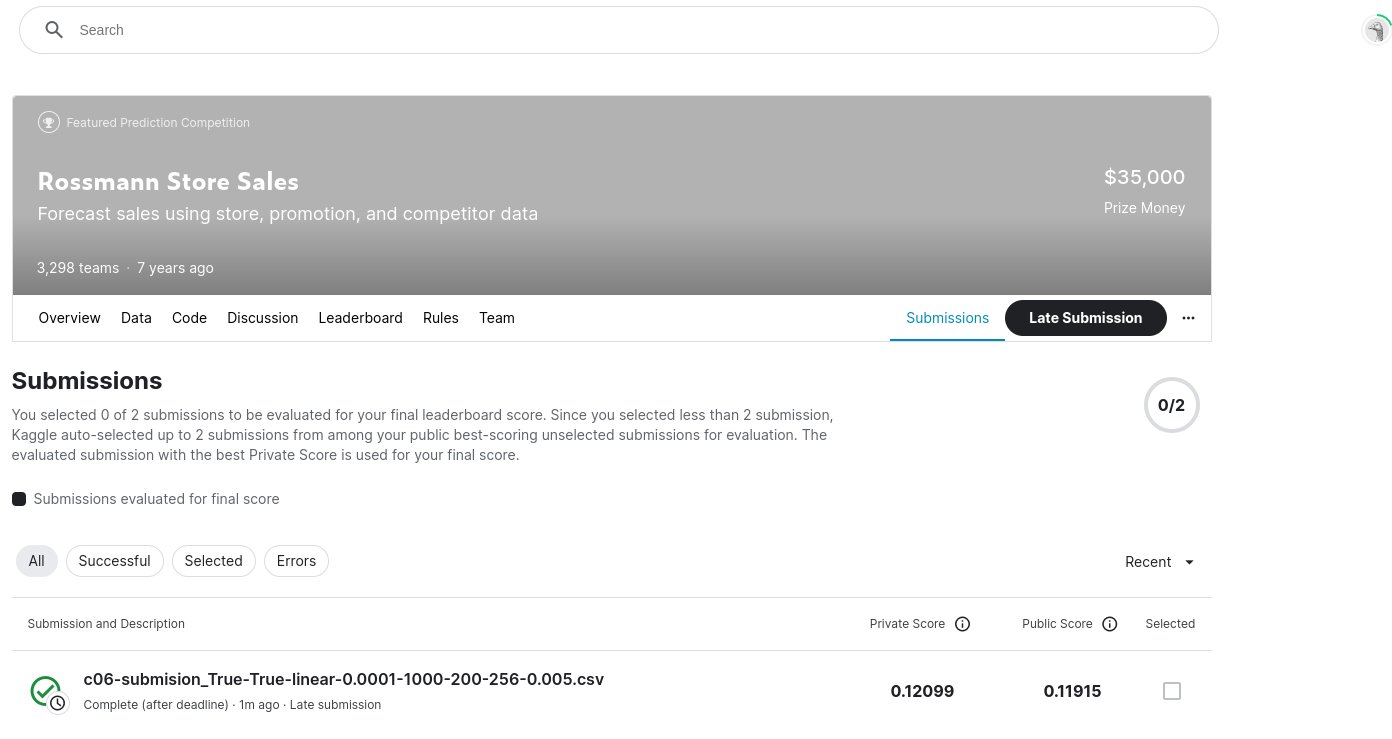 Search
Featured Prediction Competition
Rossmann Store Sales
Forecast sales using store, promotion, and competitor data
$35,000
Prize Money
3,298 teams · 7 years ago
Overview Data Code Discussion Leaderboard Rules Team Submissions Late Submission ...
Submissions
You selected 0 of 2 submissions to be evaluated for your final leaderboard score. Since you selected less than 2 submission,
Kaggle auto-selected up to 2 submissions from among your public best-scoring unselected submissions for evaluation. The
evaluated submission with the best Private Score is used for your final score.
0/2
Submissions evaluated for final score
All Successful Selected Errors Recent
Submission and Description Private Score Public Score Selected
c06-submision_True-True-linear-0.0001-1000-200-256-0.005.csv
Complete (after deadline) · 1m ago · Late submission
0.12099 0.11915